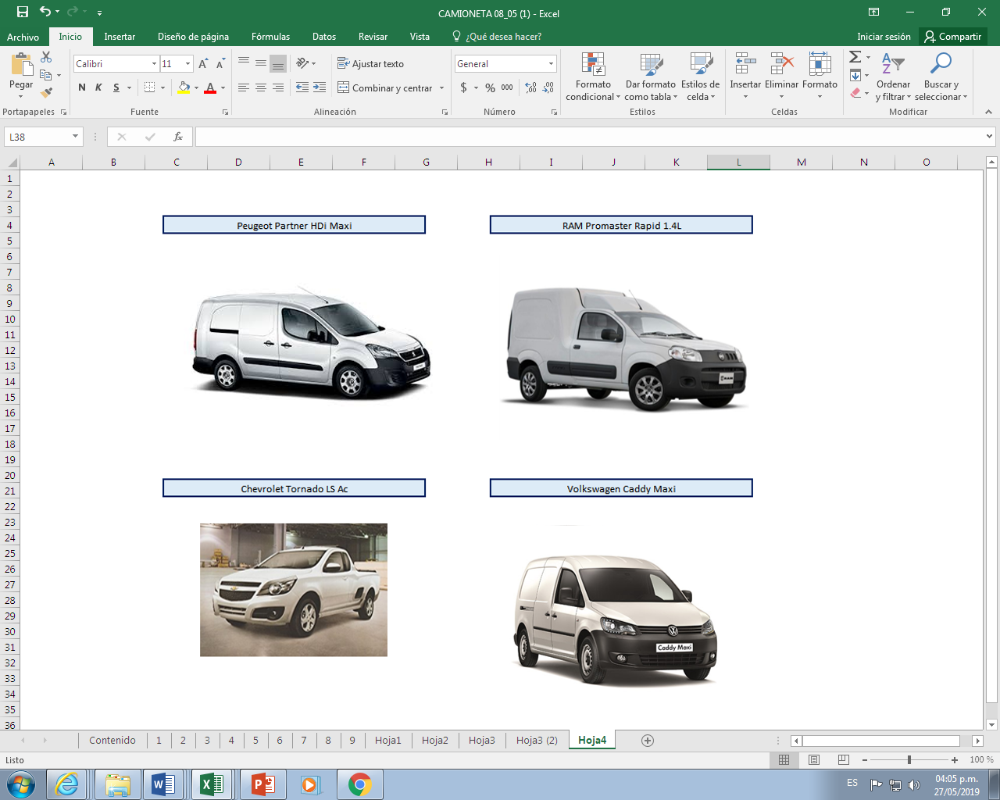 CAMIONETA 08_05 (1) - Excel
Archivo Inicio Insertar Diseño de página Fórmulas Datos Revisar Vista ¿Qué desea hacer? Iniciar sesión Compartir
Pegar
Calibri 11
N K S
Ajustar texto
Combinar y centrar
General
$ % 000
Formato condicional
Dar formato como tabla
Estilos de celda
Insertar Eliminar Formato
Ordenar y filtrar
Buscar y seleccionar
Portapapeles Fuente Alineación Número Estilos Celdas Modificar
L38 fx
A B C D E F G H I J K L M N O
1
2
3
4 Peugeot Partner HDi Maxi RAM Promaster Rapid 1.4L
5
6
7
8
9
10
11
12
13
14
15
16
17
18
19
20
21 Chevrolet Tornado LS Ac Volkswagen Caddy Maxi
22
23
24
25
26
27
28
29
30
31 Caddy Maxi
32
33
34
35
36
Contenido 1 2 3 4 5 6 7 8 9 Hoja1 Hoja2 Hoja3 Hoja3 (2) Hoja4
Listo 100 %
ES 04:05 p.m.
27/05/2019